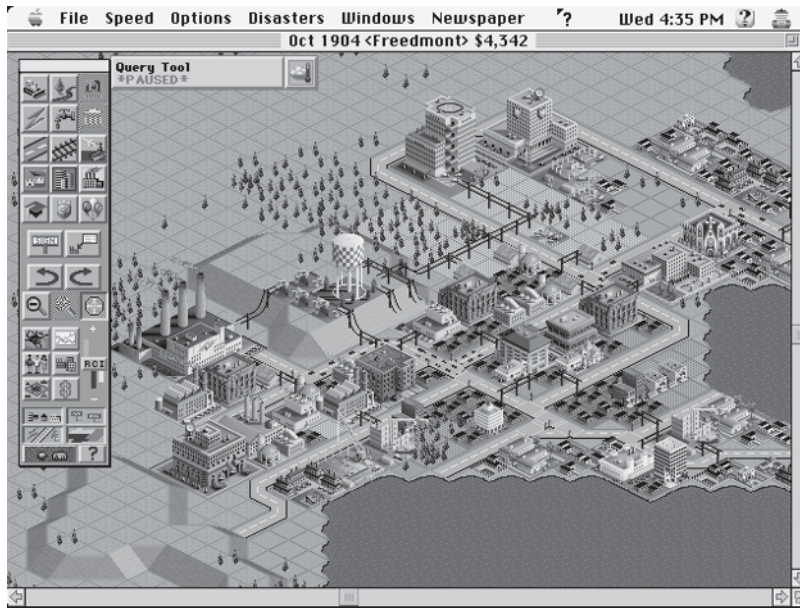 File Speed Options Disasters Windows Newspaper ? Wed 4:35 PM ?
Oct 1904 <Freedmont> $4,342
Query Tool
*PAUSED*
SIGN
+
RCI
-
?